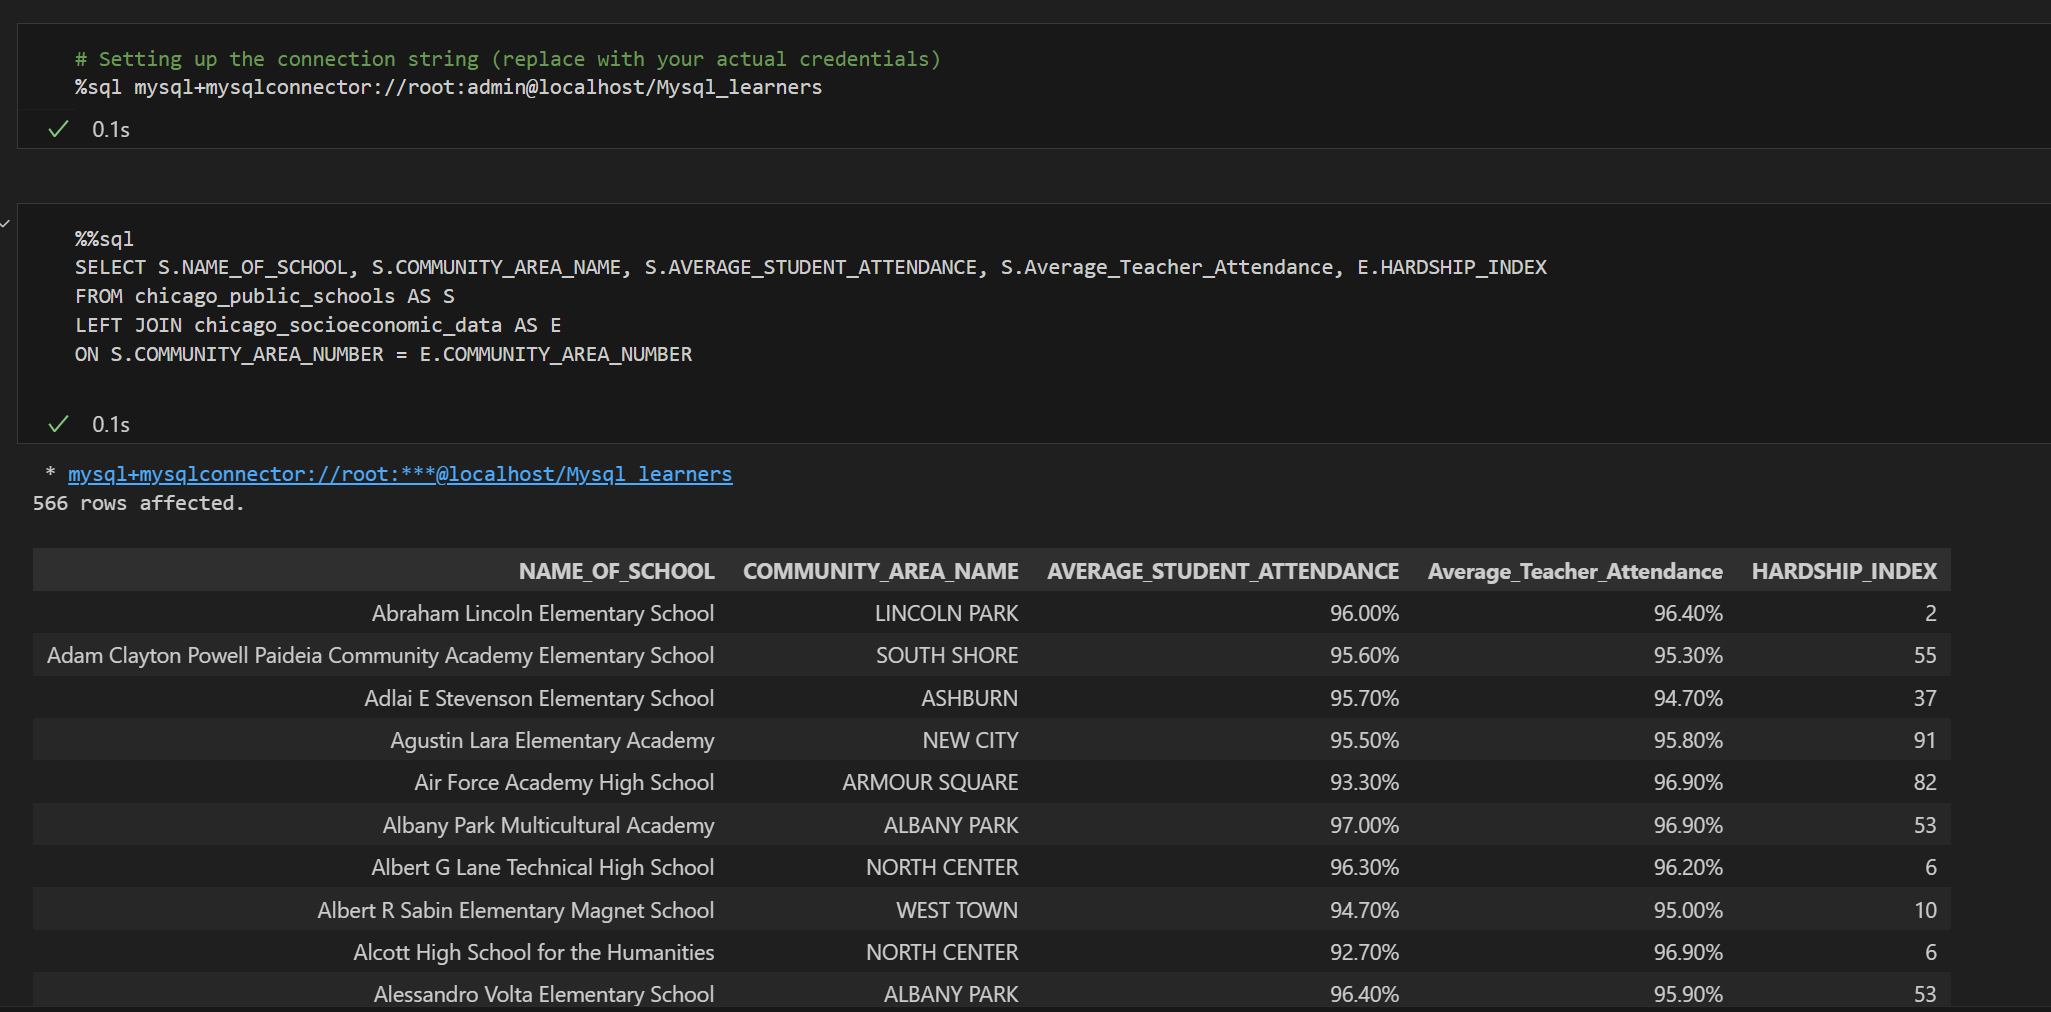 # Setting up the connection string (replace with your actual credentials)
%sql mysql+mysqlconnector://root:admin@localhost/Mysql_learners
0.1s
%%sql
SELECT S.NAME_OF_SCHOOL, S.COMMUNITY_AREA_NAME, S.AVERAGE_STUDENT_ATTENDANCE, S.Average_Teacher_Attendance, E.HARDSHIP_INDEX
FROM chicago_public_schools AS S
LEFT JOIN chicago_socioeconomic_data AS E
ON S.COMMUNITY_AREA_NUMBER = E.COMMUNITY_AREA_NUMBER
0.1s
* mysql+mysqlconnector://root:***@localhost/Mysql_learners
566 rows affected.
NAME_OF_SCHOOL COMMUNITY_AREA_NAME AVERAGE_STUDENT_ATTENDANCE Average_Teacher_Attendance HARDSHIP_INDEX
Abraham Lincoln Elementary School LINCOLN PARK 96.00% 96.40% 2
Adam Clayton Powell Paideia Community Academy Elementary School SOUTH SHORE 95.60% 95.30% 55
Adlai E Stevenson Elementary School ASHBURN 95.70% 94.70% 37
Agustin Lara Elementary Academy NEW CITY 95.50% 95.80% 91
Air Force Academy High School ARMOUR SQUARE 93.30% 96.90% 82
Albany Park Multicultural Academy ALBANY PARK 97.00% 96.90% 53
Albert G Lane Technical High School NORTH CENTER 96.30% 96.20% 6
Albert R Sabin Elementary Magnet School WEST TOWN 94.70% 95.00% 10
Alcott High School for the Humanities NORTH CENTER 92.70% 96.90% 6
Alessandro Volta Elementary School ALBANY PARK 96.40% 95.90% 53